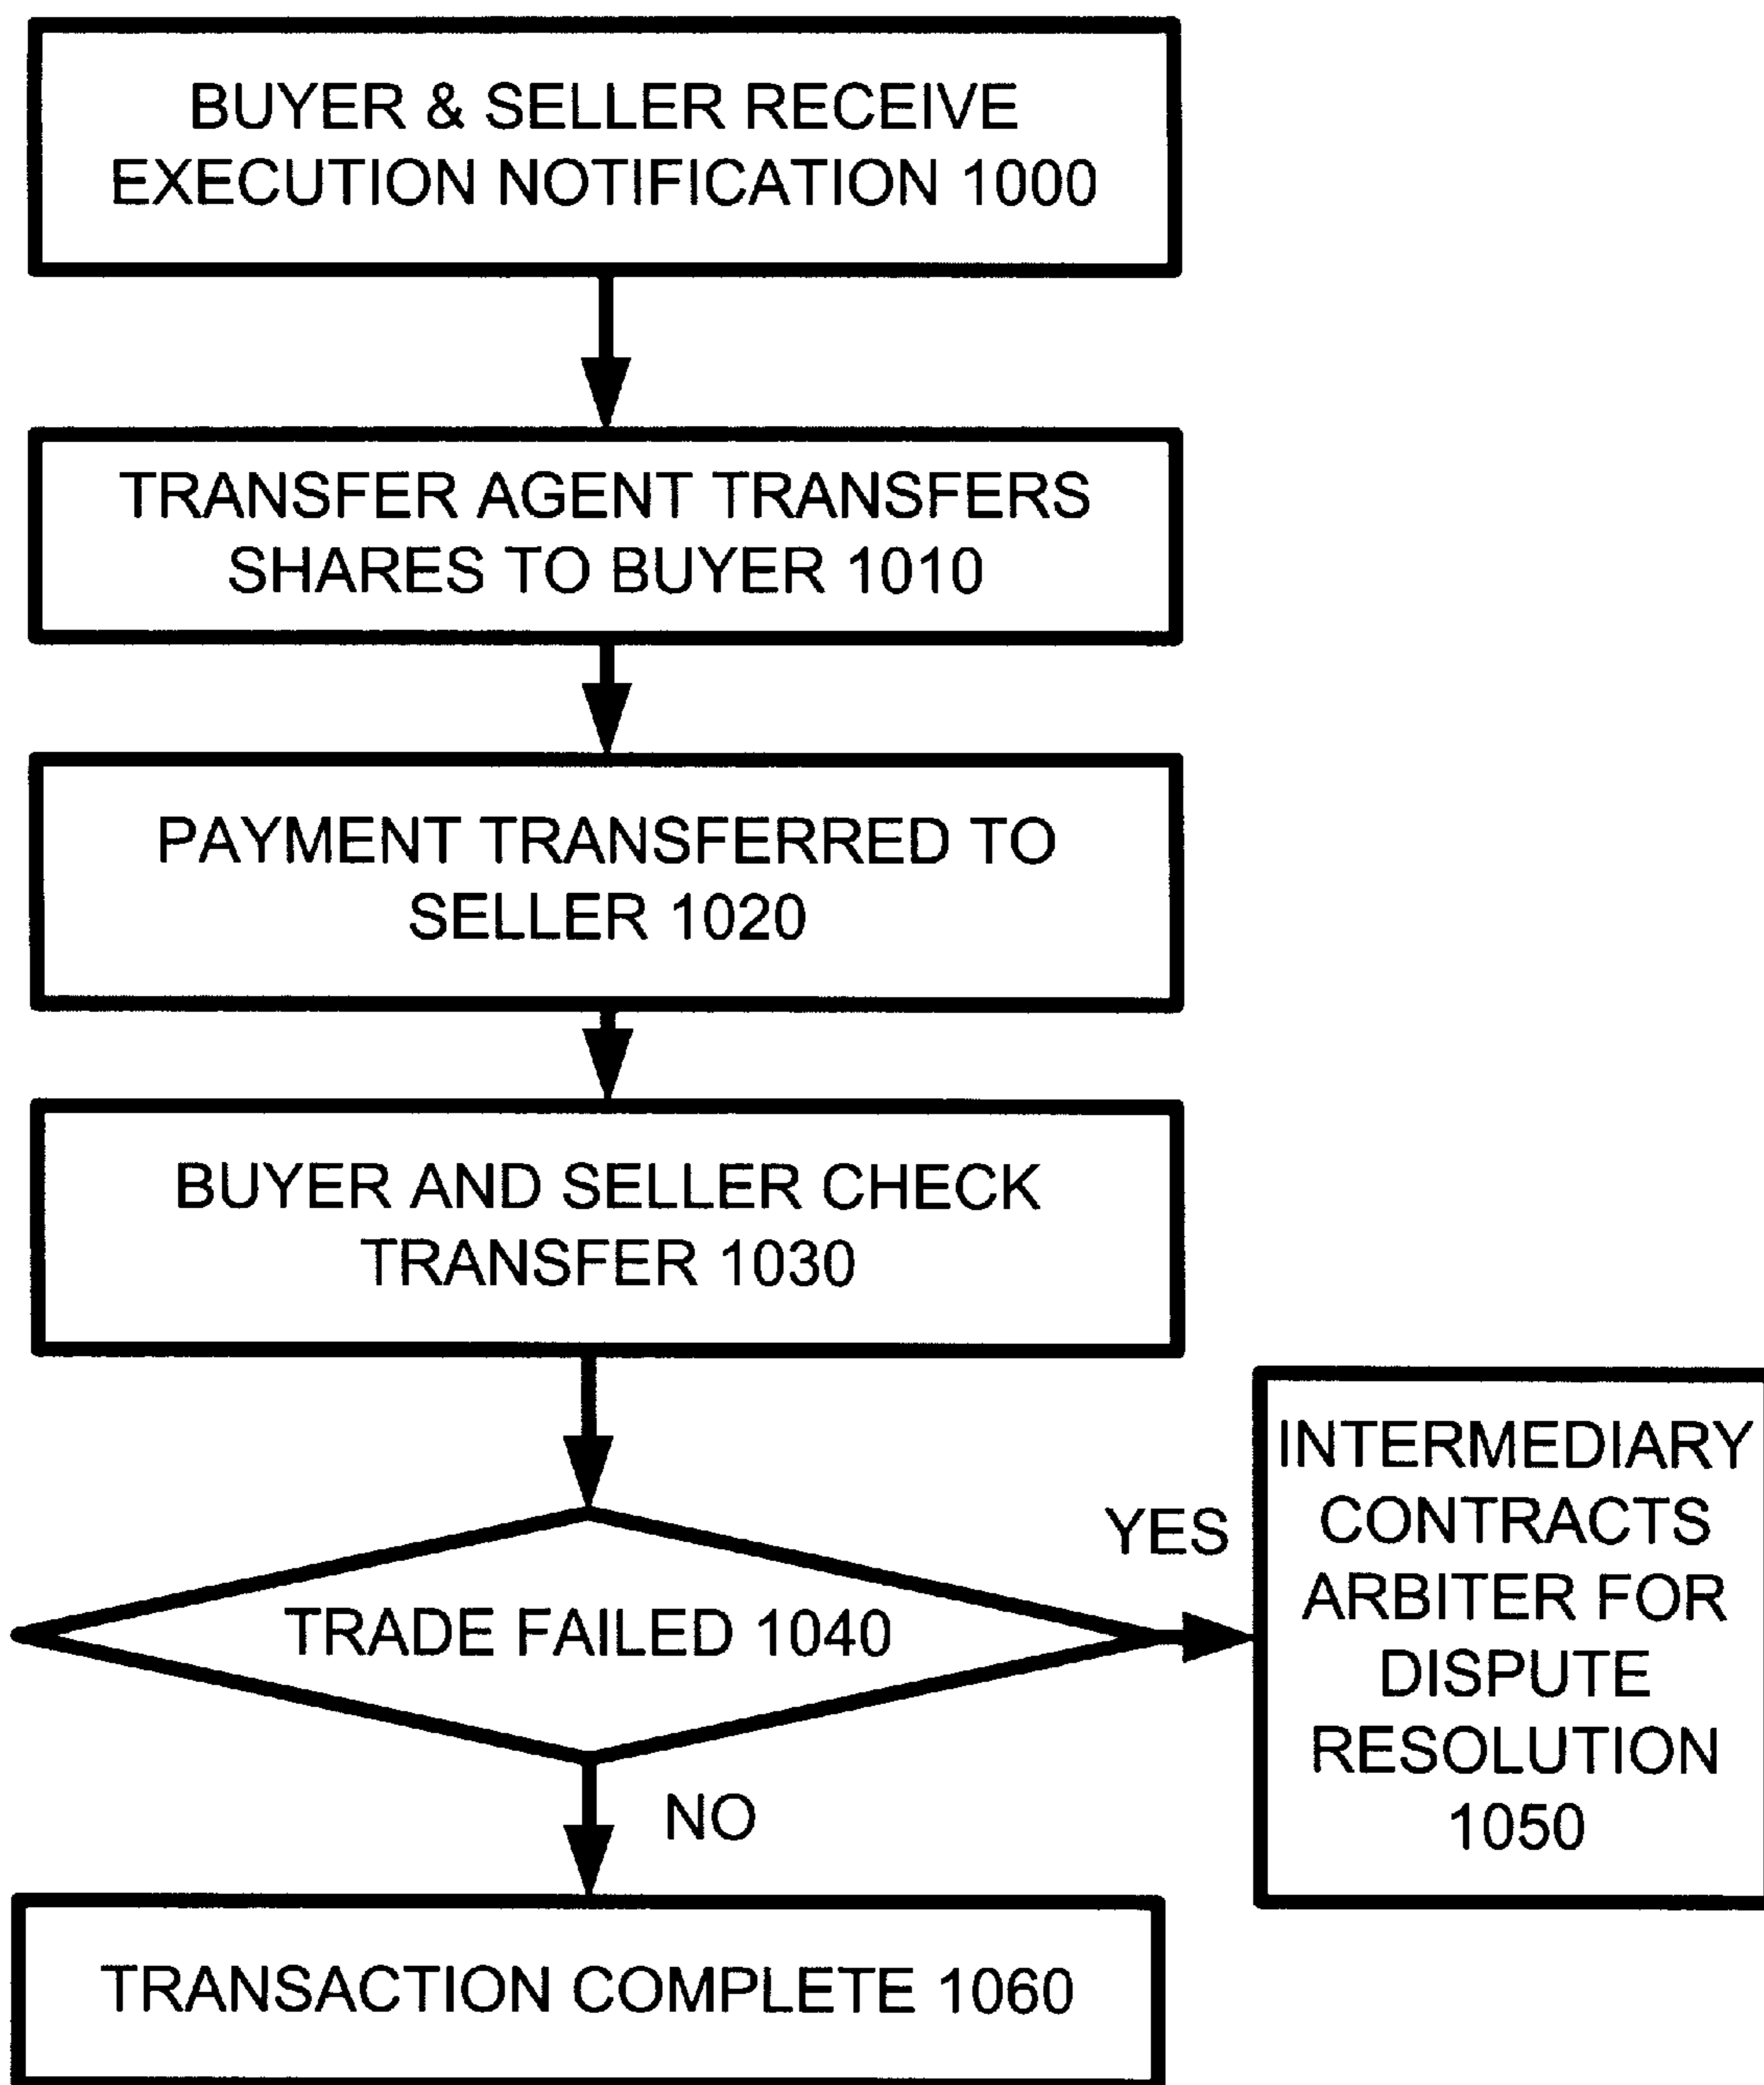 BUYER & SELLER RECEIVE
EXECUTION NOTIFICATION 1000
TRANSFER AGENT TRANSFERS
SHARES TO BUYER 1010
PAYMENT TRANSFERRED TO
SELLER 1020
BUYER AND SELLER CHECK
TRANSFER 1030
TRADE FAILED 1040
YES
INTERMEDIARY
CONTRACTS
ARBITER FOR
DISPUTE
RESOLUTION
1050
NO
TRANSACTION COMPLETE 1060